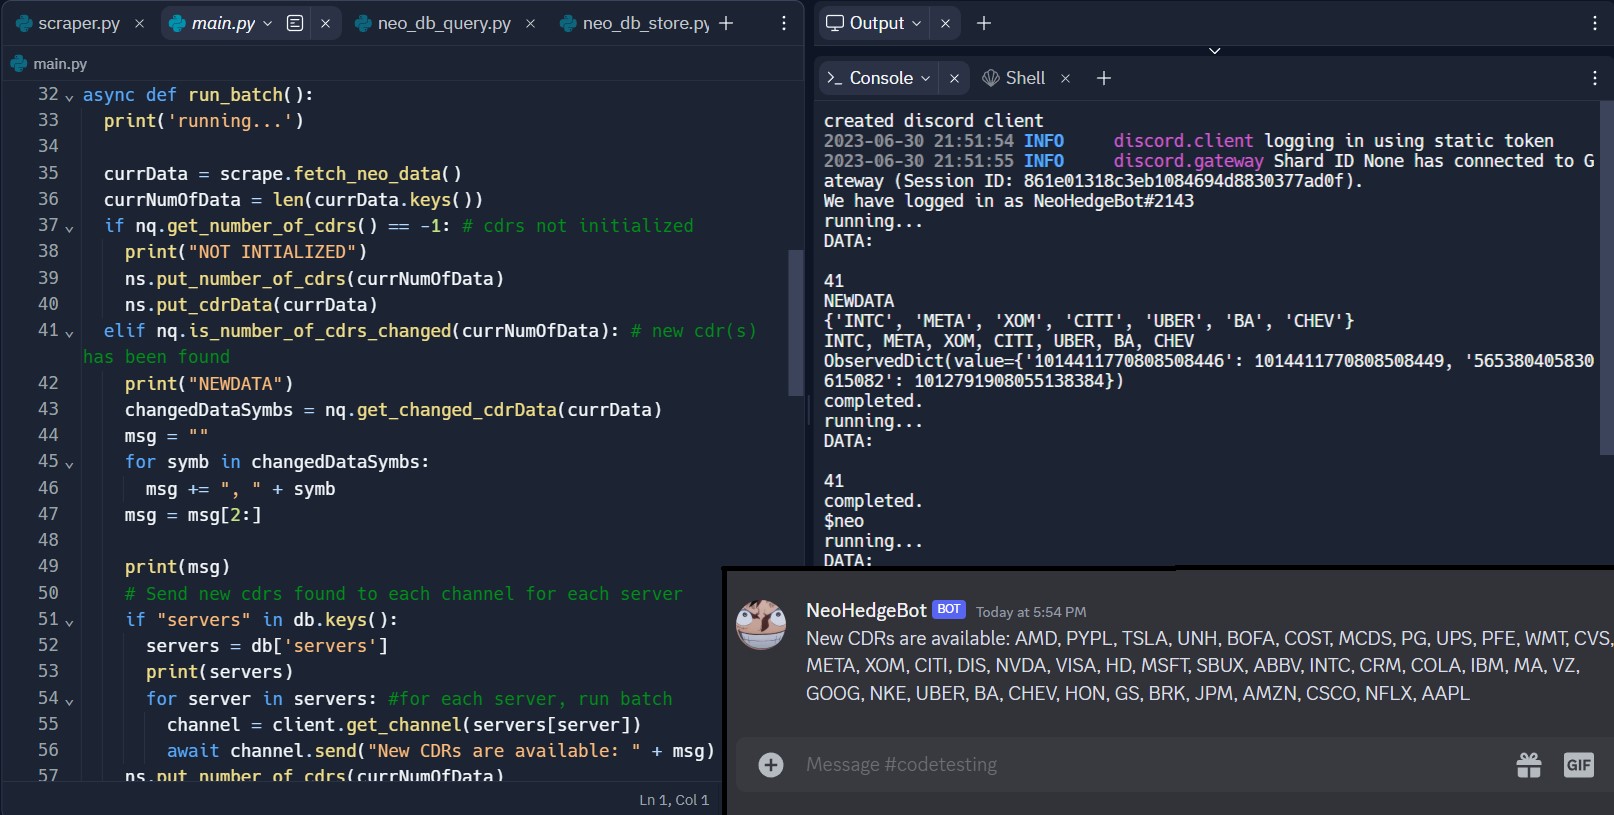 scraper.py
main.py
neo_db_query.py
neo_db_store.py
main.py
32 async def run_batch():
33 print('running...')
34
35 currData = scrape.fetch_neo_data()
36 currNumOfData = len(currData.keys())
37 if nq.get_number_of_cdrs() == -1: # cdrs not initialized
38 print("NOT INTIALIZED")
39 ns.put_number_of_cdrs(currNumOfData)
40 ns.put_cdrData(currData)
41 elif nq.is_number_of_cdrs_changed(currNumOfData): # new cdr(s)
has been found
42 print("NEWDATA")
43 changedDataSymbs = nq.get_changed_cdrData(currData)
44 msg = ""
45 for symb in changedDataSymbs:
46 msg += ", " + symb
47 msg = msg[2:]
48
49 print(msg)
50 # Send new cdrs found to each channel for each server
51 if "servers" in db.keys():
52 servers = db['servers']
53 print(servers)
54 for server in servers: #for each server, run batch
55 channel = client.get_channel(servers[server])
56 await channel.send("New CDRs are available: " + msg)
57 ns.put_number_of_cdrs(currNumOfData)
Ln 1, Col 1
Output
Console
Shell
created discord client
2023-06-30 21:51:54 INFO discord.client logging in using static token
2023-06-30 21:51:55 INFO discord.gateway Shard ID None has connected to G
ateway (Session ID: 861e01318c3eb1084694d8830377ad0f).
We have logged in as NeoHedgeBot#2143
running...
DATA:
41
NEWDATA
{'INTC', 'META', 'XOM', 'CITI', 'UBER', 'BA', 'CHEV'}
INTC, META, XOM, CITI, UBER, BA, CHEV
ObservedDict(value={'1014411770808508446': 1014411770808508449, '565380405830
615082': 1012791908055138384})
completed.
running...
DATA:
41
completed.
$neo
running...
DATA:
NeoHedgeBot BOT Today at 5:54 PM
New CDRs are available: AMD, PYPL, TSLA, UNH, BOFA, COST, MCDS, PG, UPS, PFE, WMT, CVS,
META, XOM, CITI, DIS, NVDA, VISA, HD, MSFT, SBUX, ABBV, INTC, CRM, COLA, IBM, MA, VZ,
GOOG, NKE, UBER, BA, CHEV, HON, GS, BRK, JPM, AMZN, CSCO, NFLX, AAPL
Message #codetesting
GIF